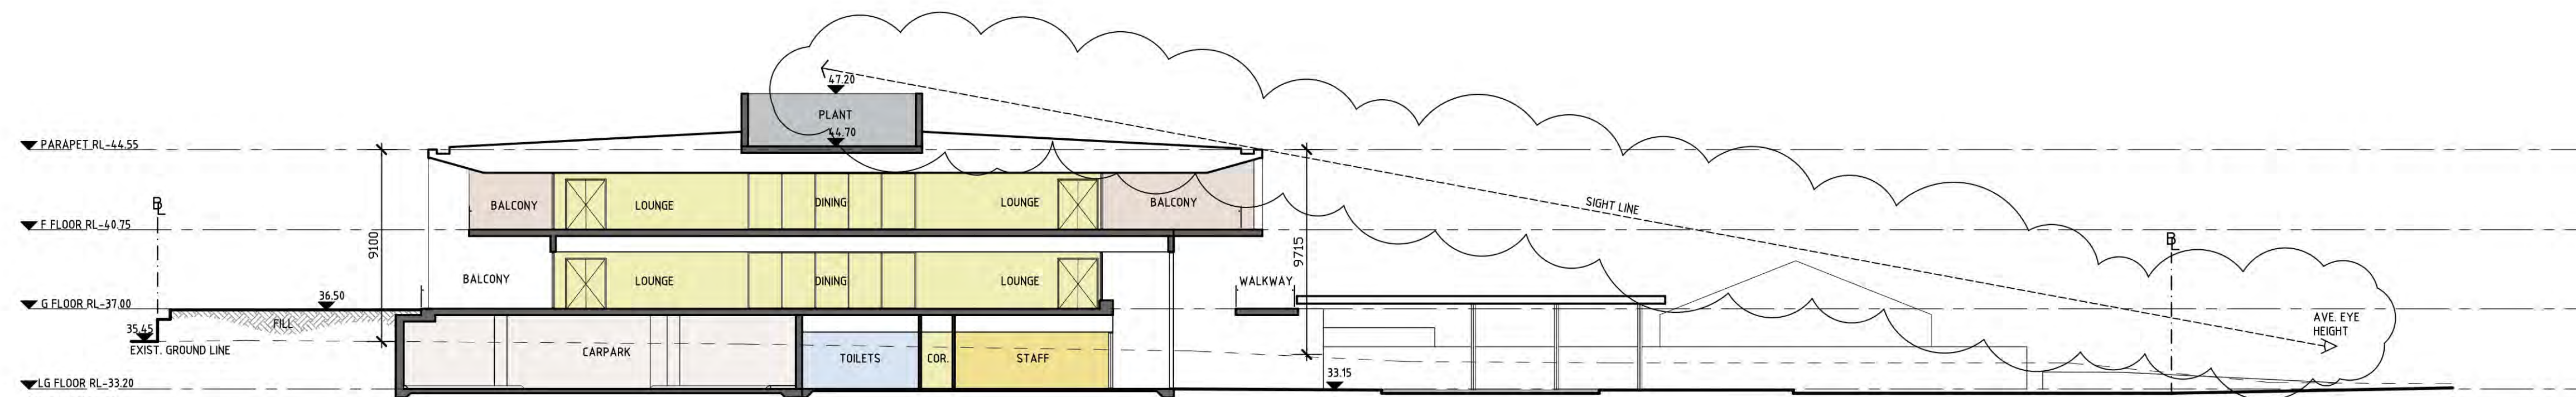 47.20
PLANT
44.70
PARAPET RL-44.55
BL
BALCONY
LOUNGE
DINING
LOUNGE
BALCONY
SIGHT LINE
F FLOOR RL-40.75
BL
9100
9715
BALCONY
LOUNGE
DINING
LOUNGE
WALKWAY
36.50
G FLOOR RL-37.00
FILL
35.45
EXIST. GROUND LINE
AVE. EYE
HEIGHT
CARPARK
TOILETS
COR.
STAFF
LG FLOOR RL-33.20
33.15